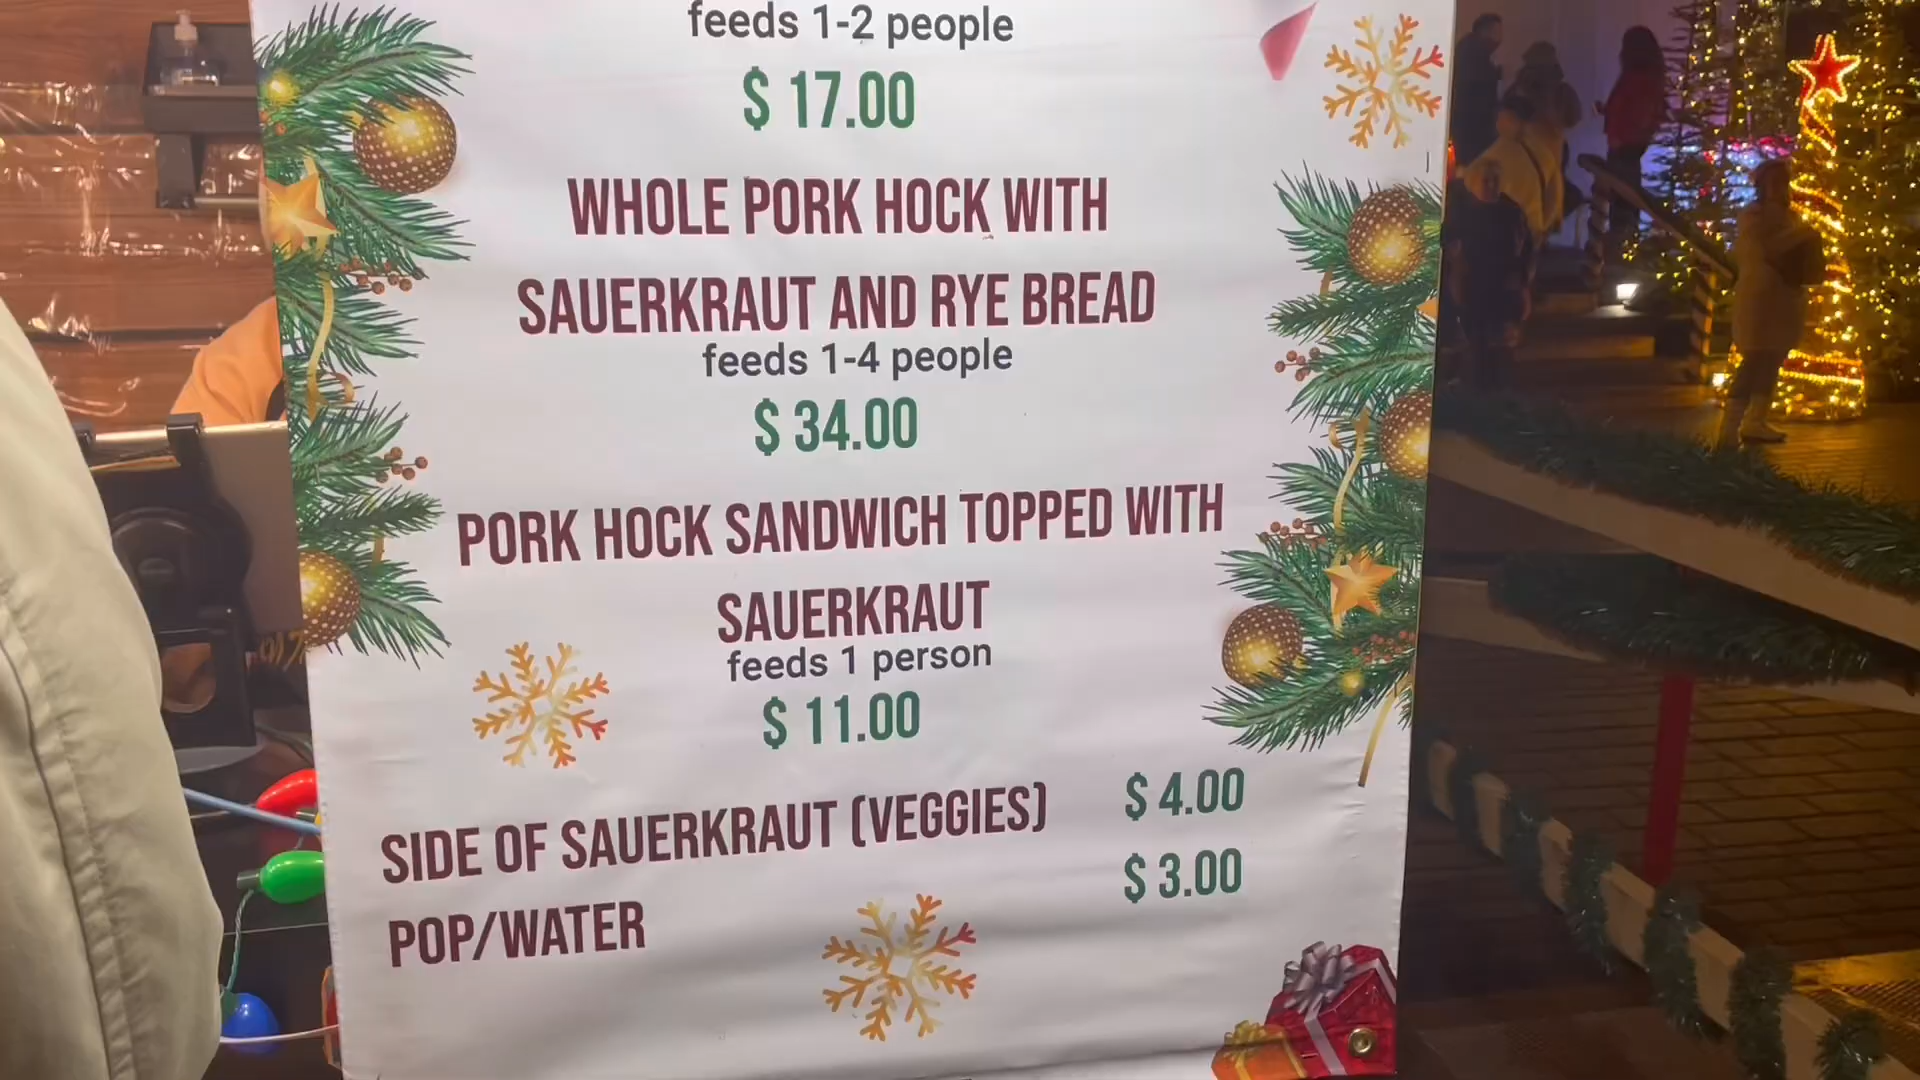 feeds 1-2 people
$ 17.00
WHOLE PORK HOCK WITH
SAUERKRAUT AND RYE BREAD
feeds 1-4 people
$ 34.00
PORK HOCK SANDWICH TOPPED WITH
SAUERKRAUT
feeds 1 person
$ 11.00
SIDE OF SAUERKRAUT (VEGGIES) $ 4.00
POP/WATER $ 3.00